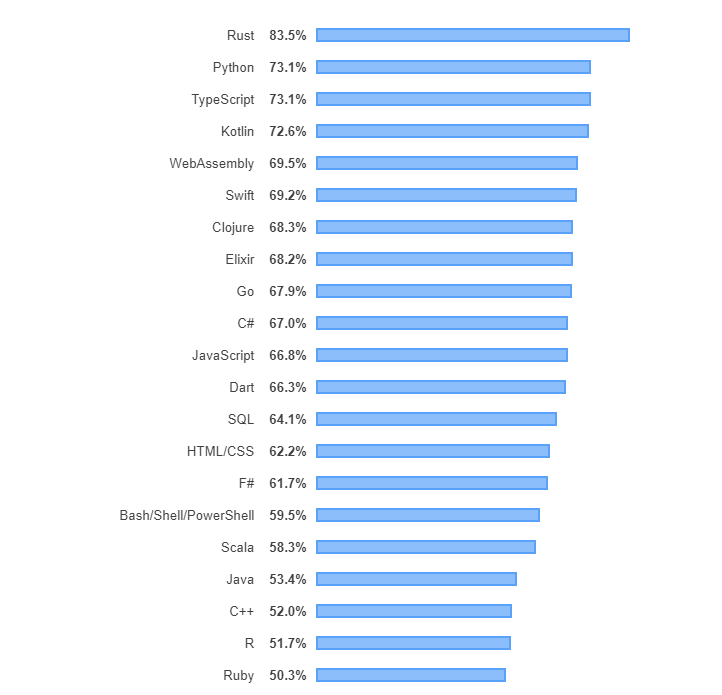 Rust 83.5%
Python 73.1%
TypeScript 73.1%
Kotlin 72.6%
WebAssembly 69.5%
Swift 69.2%
Clojure 68.3%
Elixir 68.2%
Go 67.9%
C# 67.0%
JavaScript 66.8%
Dart 66.3%
SQL 64.1%
HTML/CSS 62.2%
F# 61.7%
Bash/Shell/PowerShell 59.5%
Scala 58.3%
Java 53.4%
C++ 52.0%
R 51.7%
Ruby 50.3%